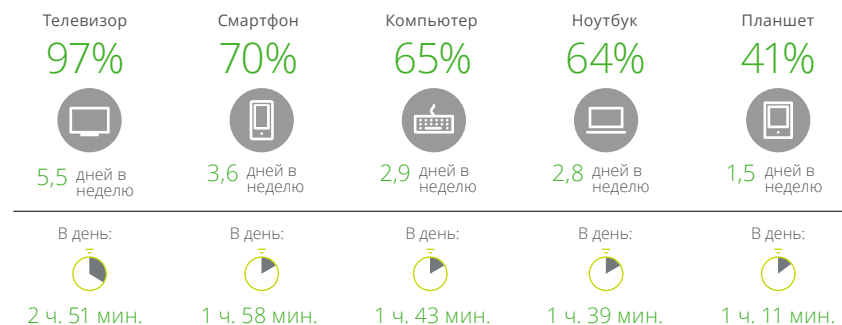 Телевизор Смартфон Компьютер Ноутбук Планшет
97% 70% 65% 64% 41%
5,5 дней в неделю 3,6 дней в неделю 2,9 дней в неделю 2,8 дней в неделю 1,5 дней в неделю
В день: В день: В день: В день: В день:
2 ч. 51 мин. 1 ч. 58 мин. 1 ч. 43 мин. 1 ч. 39 мин. 1 ч. 11 мин.